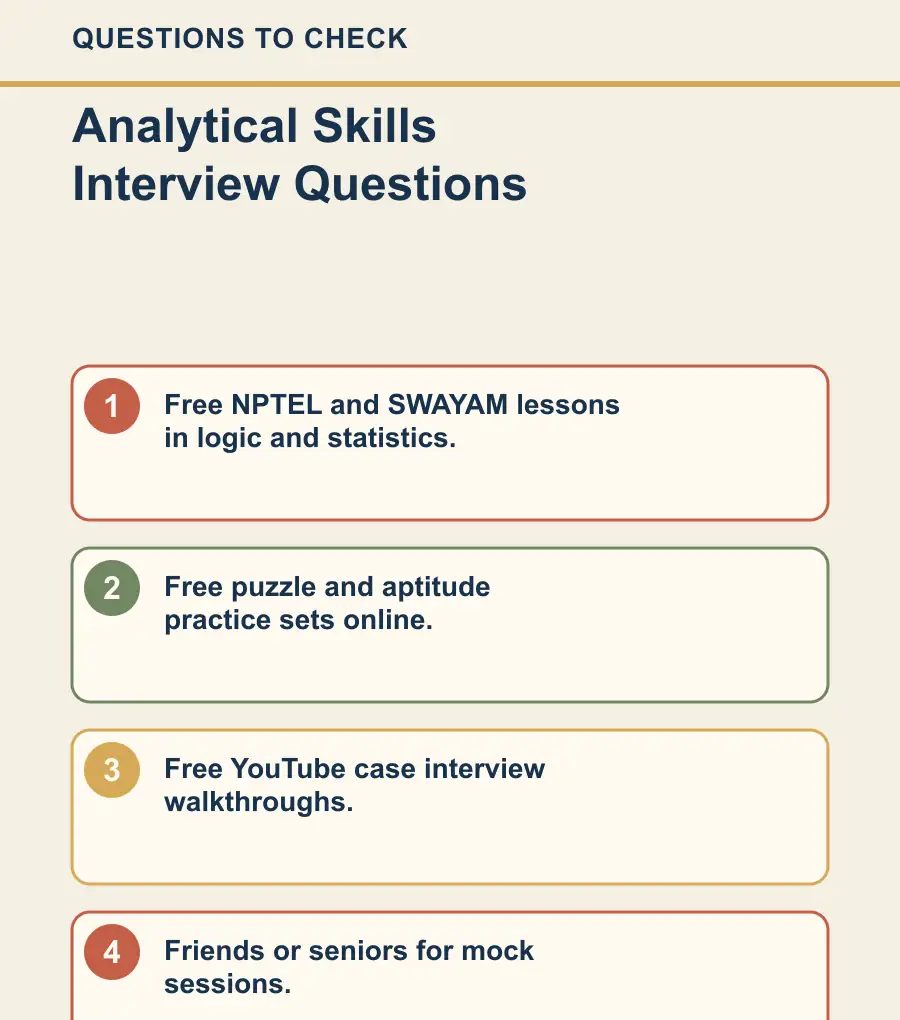 QUESTIONS TO CHECK
Analytical Skills
Interview Questions
1
Free NPTEL and SWAYAM lessons
in logic and statistics.
2
Free puzzle and aptitude
practice sets online.
3
Free YouTube case interview
walkthroughs.
4
Friends or seniors for mock
sessions.